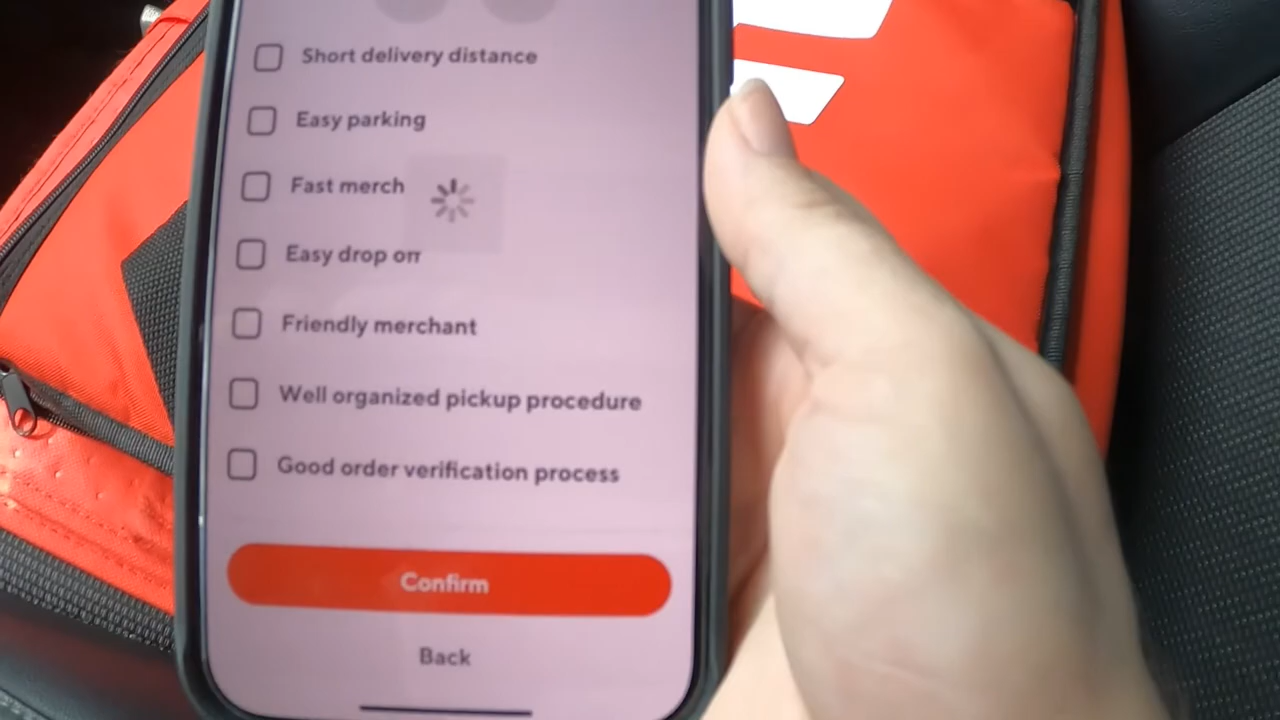 Short delivery distance
Easy parking
Fast merch
Easy drop off
Friendly merchant
Well organized pickup procedure
Good order verification process
Confirm
Back